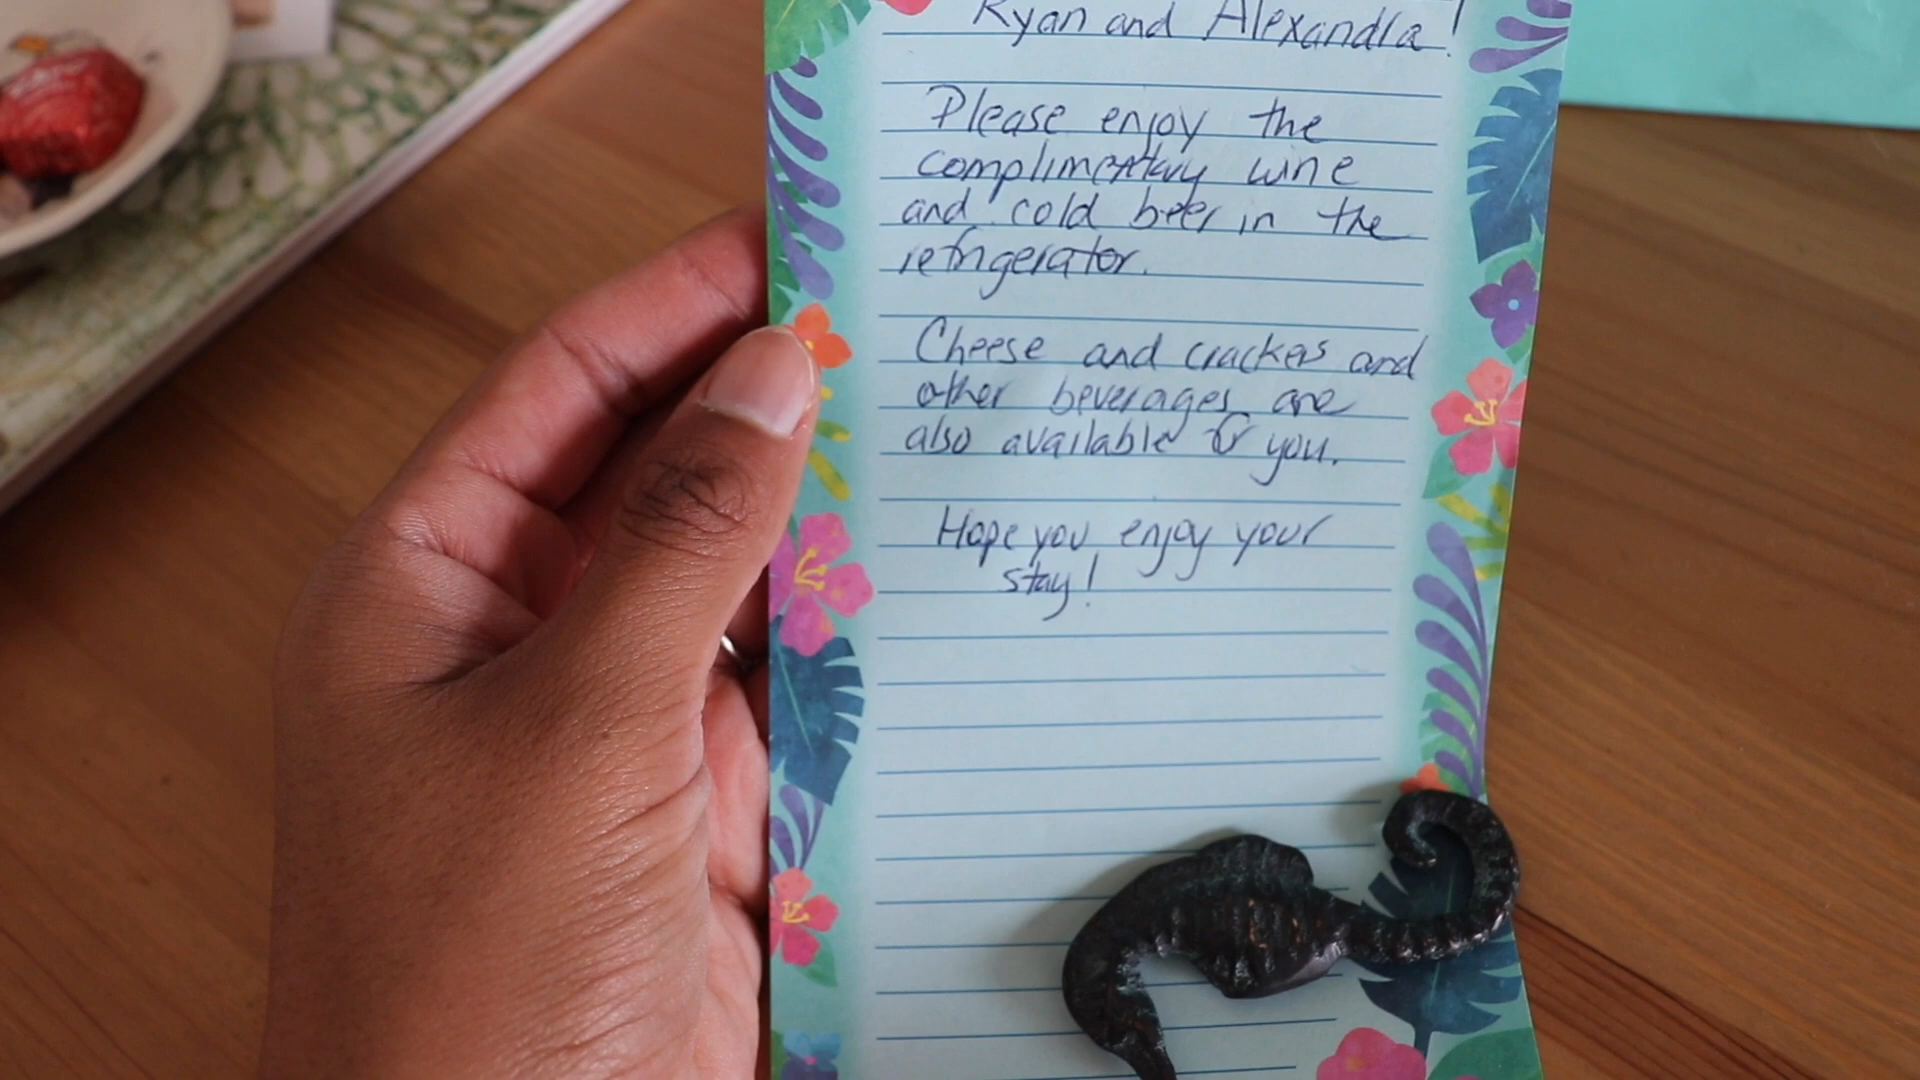 Ryan and Alexandra!
Please enjoy the
complimentary wine
and cold beer in the
refrigerator.
Cheese and crackers and
other beverages are
also available to you.
Hope you enjoy your
stay!